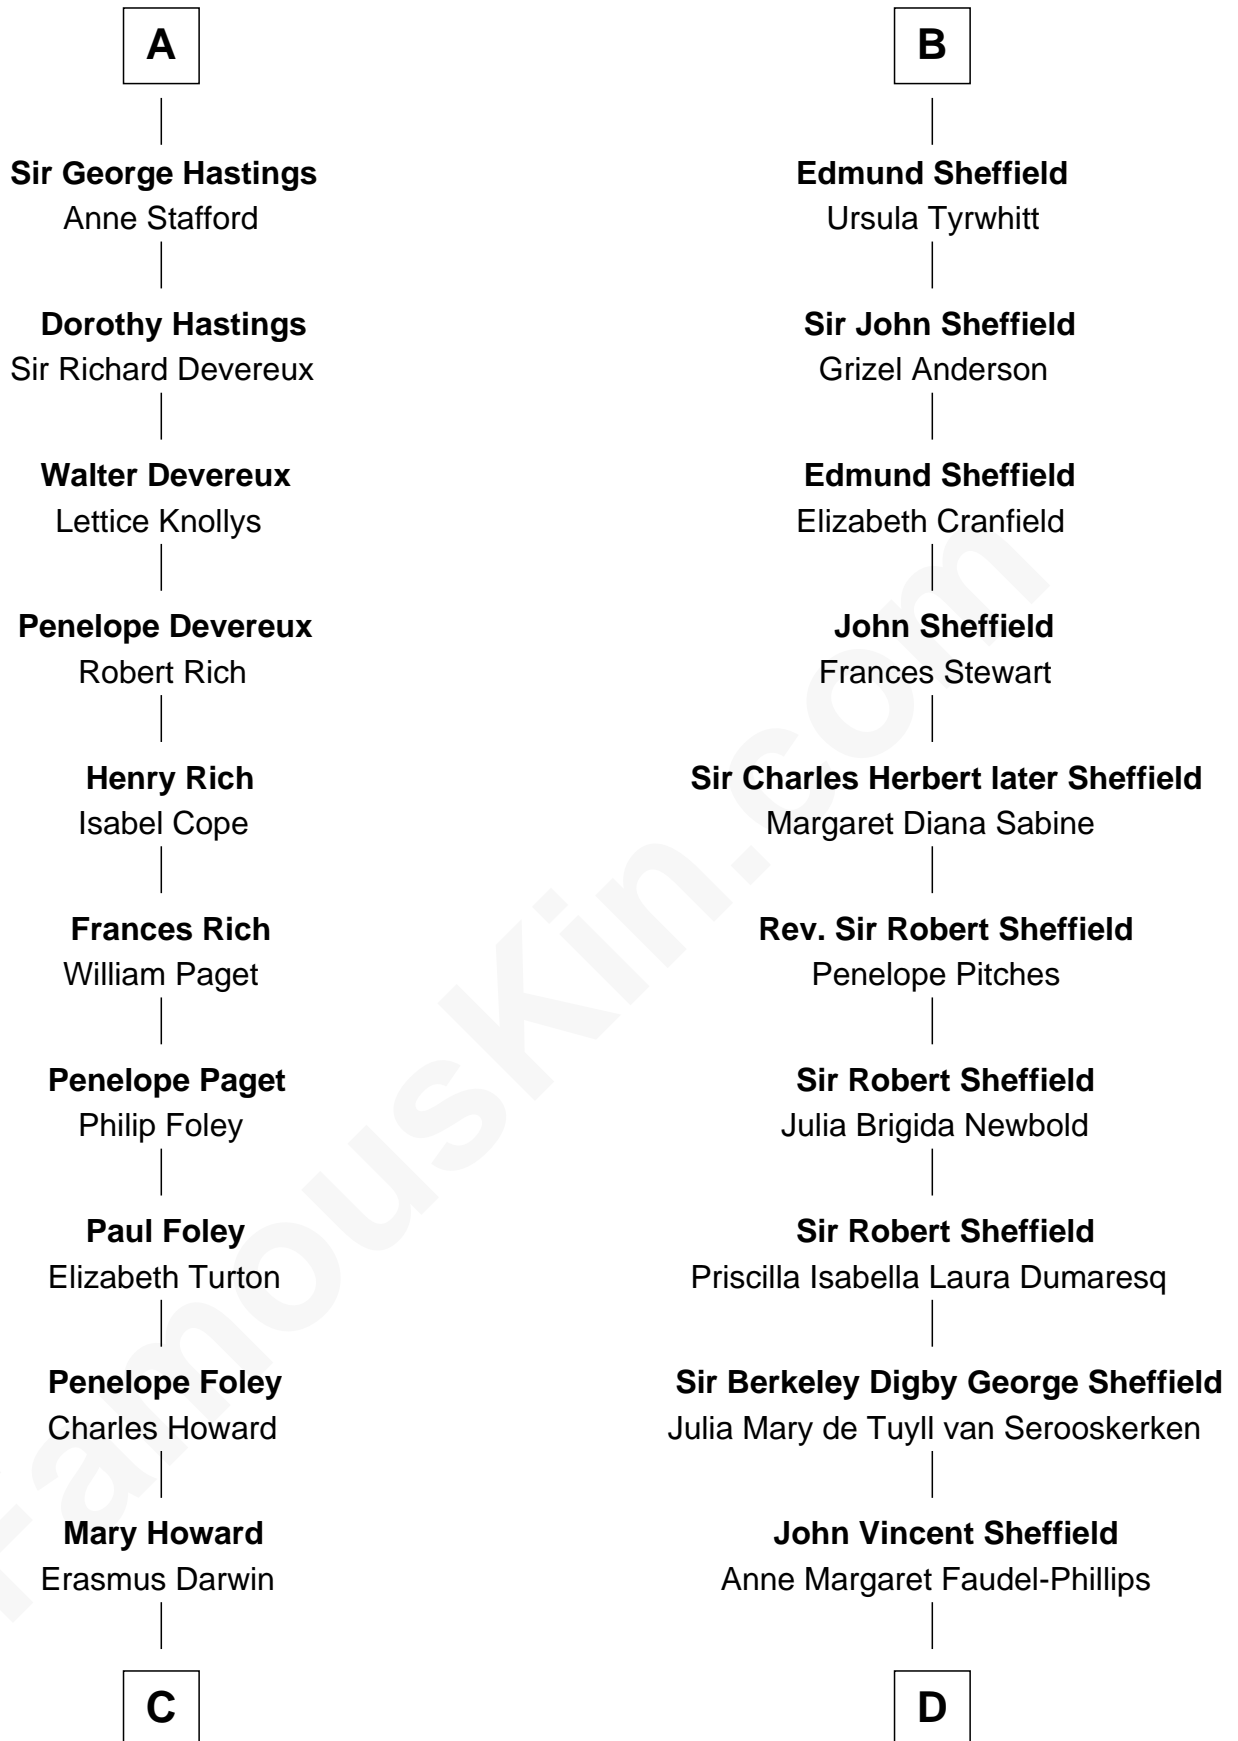 A
Sir George Hastings
Anne Stafford
Dorothy Hastings
Sir Richard Devereux
Walter Devereux
Lettice Knollys
Penelope Devereux
Robert Rich
Henry Rich
Isabel Cope
Frances Rich
William Paget
Penelope Paget
Philip Foley
Paul Foley
Elizabeth Turton
Penelope Foley
Charles Howard
Mary Howard
Erasmus Darwin
C
B
Edmund Sheffield
Ursula Tyrwhitt
Sir John Sheffield
Grizel Anderson
Edmund Sheffield
Elizabeth Cranfield
John Sheffield
Frances Stewart
Sir Charles Herbert later Sheffield
Margaret Diana Sabine
Rev. Sir Robert Sheffield
Penelope Pitches
Sir Robert Sheffield
Julia Brigida Newbold
Sir Robert Sheffield
Priscilla Isabella Laura Dumaresq
Sir Berkeley Digby George Sheffield
Julia Mary de Tuyll van Serooskerken
John Vincent Sheffield
Anne Margaret Faudel-Phillips
D
FamousKin.com